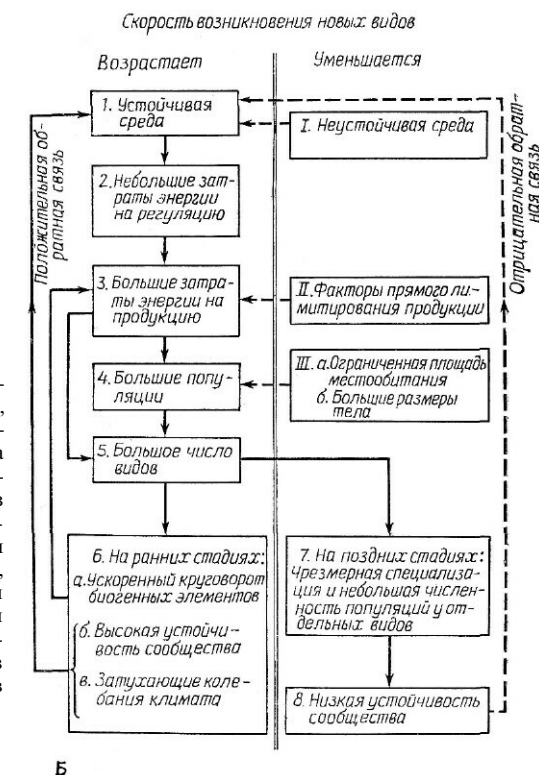 Скорость возникновения новых видов
Возрастает
Уменьшается
Положительная об-
ратная связь
1. Устойчивая
среда
I. Неустойчивая среда
2. Небольшие зат-
раты энергии
на регуляцию
3. Большие затра-
ты энергии на
продукцию
II. Факторы прямого ли-
митирования продукции
4. Большие попу-
ляции
III. а. Ограниченная площадь
местообитания
б. Большие размеры
тела
5. Большое число
видов
6. На ранних стадиях:
а. Ускоренный круговорот
биогенных элементов
б. Высокая устойчи-
вость сообщества
в. Затухающие коле-
бания климата
7. На поздних стадиях:
Чрезмерная специализа-
ция и небольшая числен-
ность популяций у от-
дельных видов
8. Низкая устойчивость
сообщества
Отрицательная обрат-
ная связь
Б